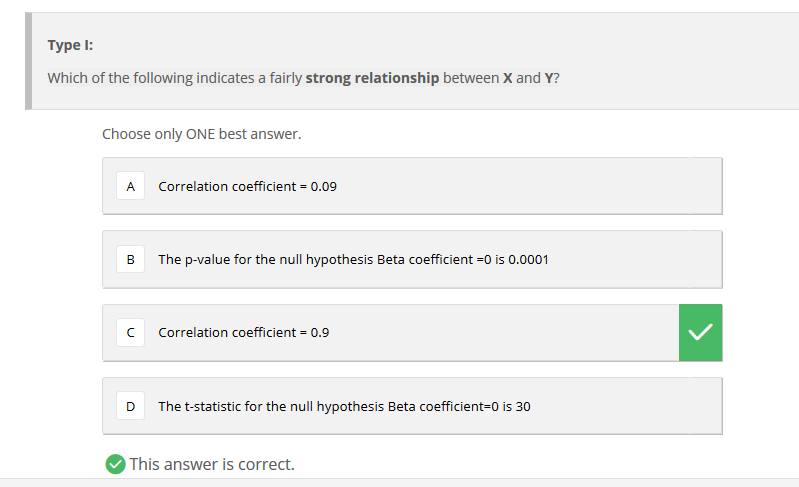 Type I:
Which of the following indicates a fairly strong relationship between X and Y?
Choose only ONE best answer.
A Correlation coefficient = 0.09
B The p-value for the null hypothesis Beta coefficient =0 is 0.0001
C Correlation coefficient = 0.9
D The t-statistic for the null hypothesis Beta coefficient=0 is 30
This answer is correct.